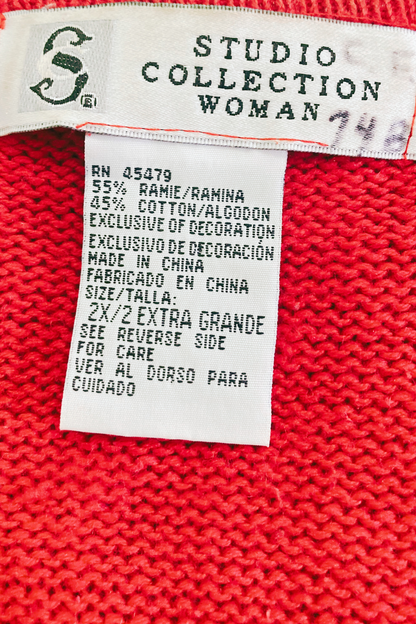 S
STUDIO
COLLECTION
WOMAN
RN 45479
55% RAMIE/RAMINA
45% COTTON/ALGODON
EXCLUSIVE OF DECORATION
EXCLUSIVO DE DECORACIÓN
MADE IN CHINA
FABRICADO EN CHINA
SIZE/TALLA:
2X/2 EXTRA GRANDE
SEE REVERSE SIDE
FOR CARE
VER AL DORSO PARA
CUIDADO